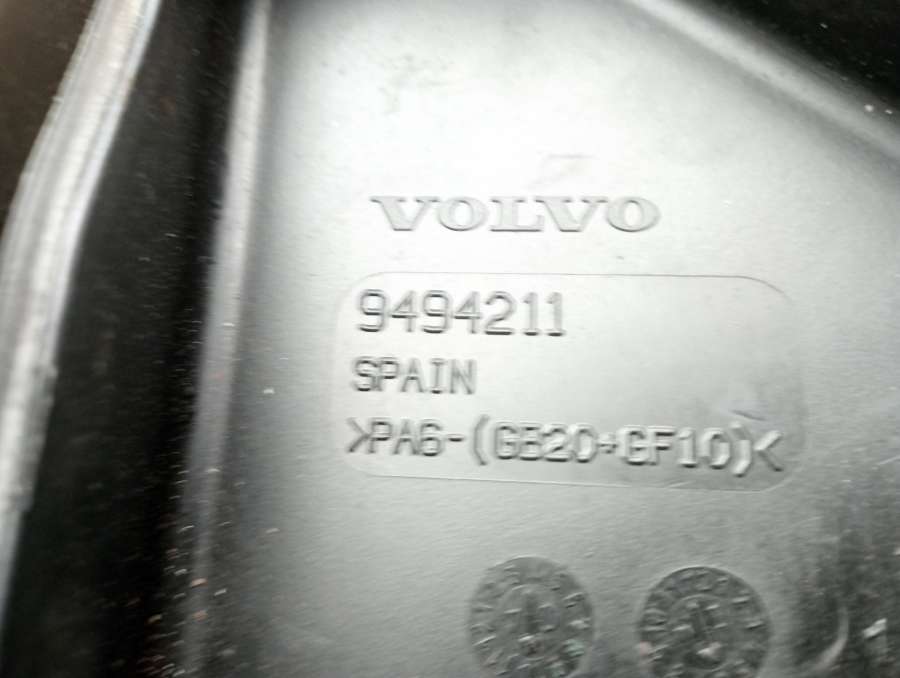 VOLVO
9494211
SPAIN
>PA6-(GB20+GF10)<